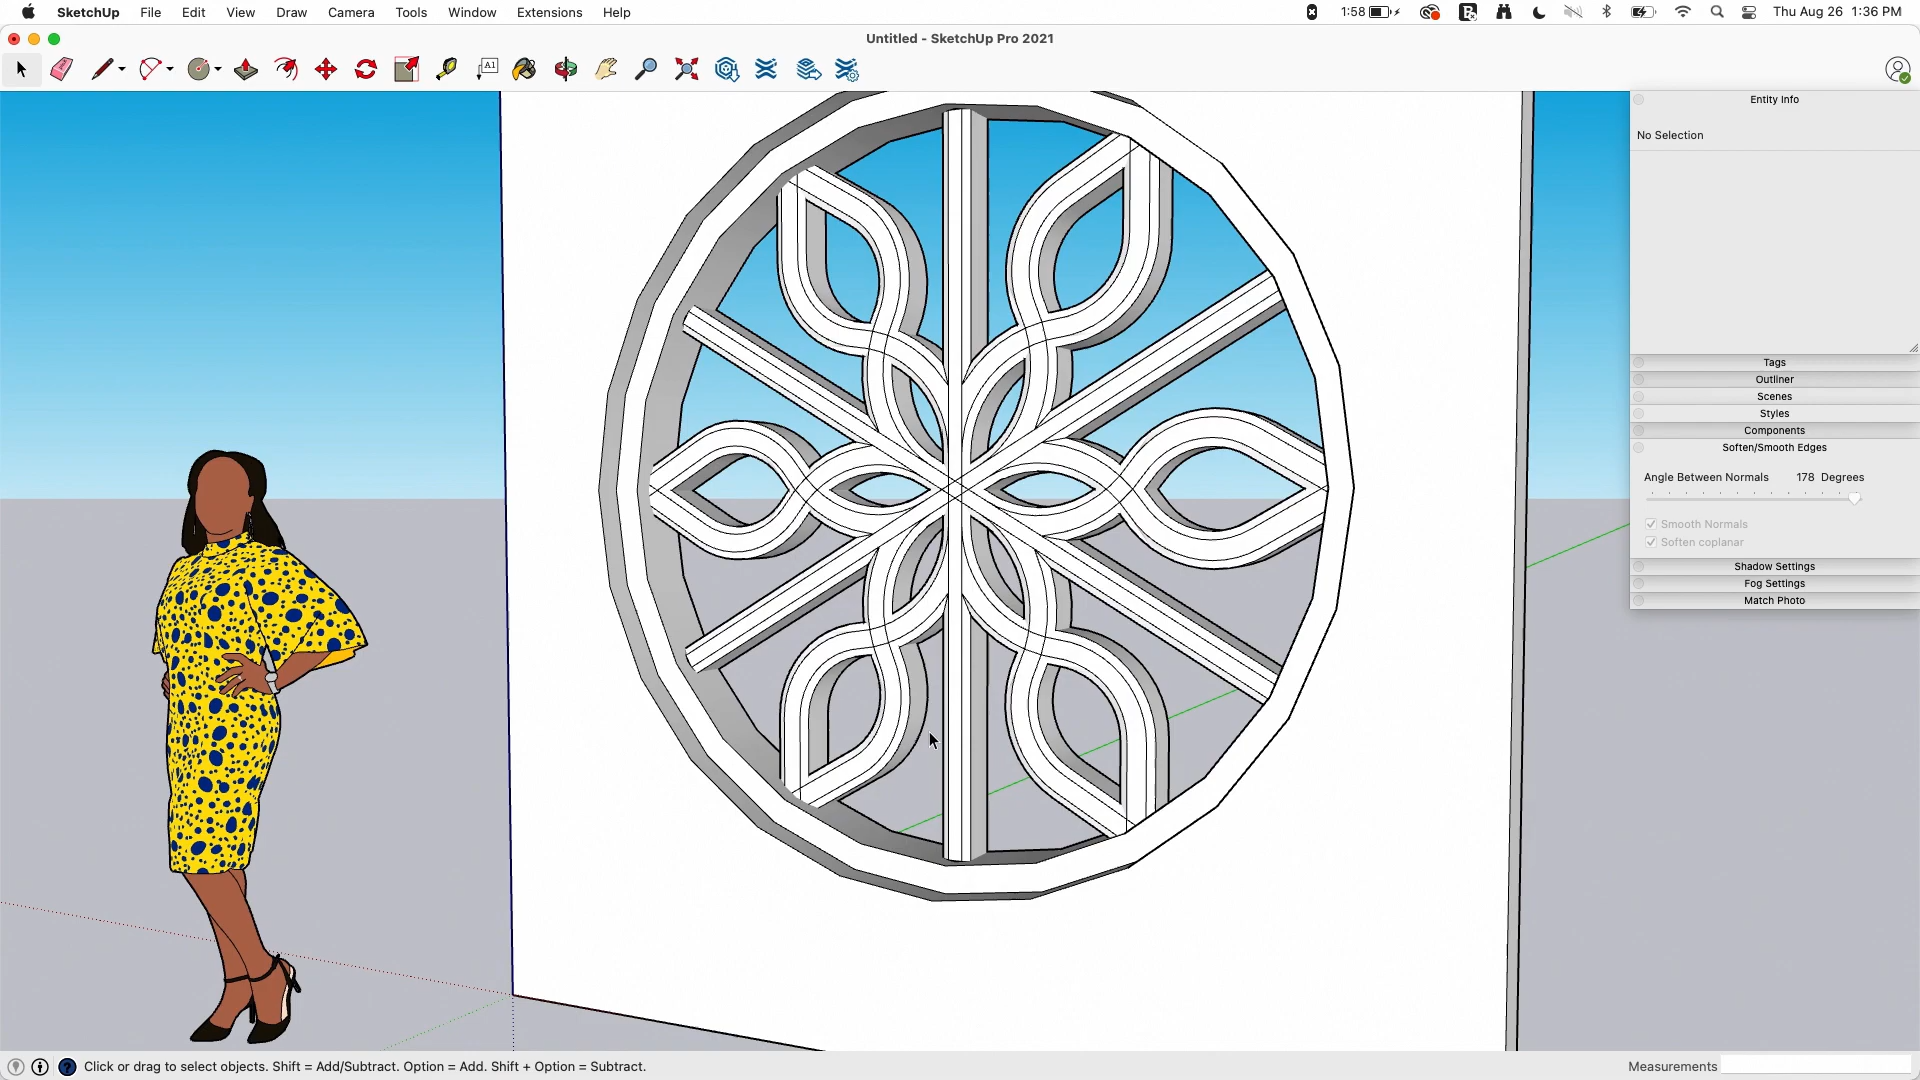 SketchUp File Edit View Draw Camera Tools Window Extensions Help 1:58 Thu Aug 26 1:36 PM
Untitled - SketchUp Pro 2021
A1
Entity Info
No Selection
Tags
Outliner
Scenes
Styles
Components
Soften/Smooth Edges
Angle Between Normals 178 Degrees
Smooth Normals
Soften coplanar
Shadow Settings
Fog Settings
Match Photo
Click or drag to select objects. Shift = Add/Subtract. Option = Add. Shift + Option = Subtract. Measurements